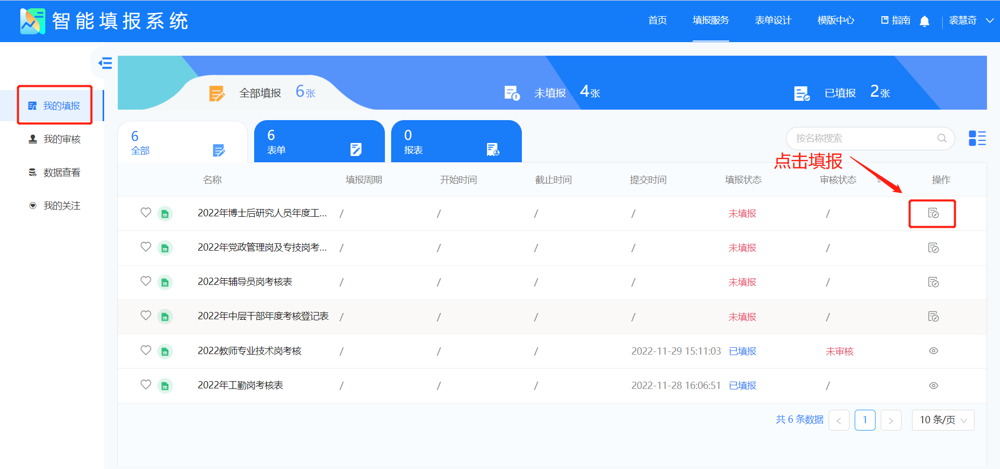 智能填报系统
首页 填报服务 表单设计 模版中心 指南 裘慧奇
我的填报
我的审核
数据查看
我的关注
全部填报 6张 未填报 4张 已填报 2张
6
全部
6
表单
0
报表
按名称搜索
点击填报
名称 填报周期 开始时间 截止时间 提交时间 填报状态 审核状态 操作
2022年博士后研究人员年度工... / / / / 未填报 /
2022年党政管理岗及专技岗考... / / / / 未填报 /
2022年辅导员岗考核表 / / / / 未填报 /
2022年中层干部年度考核登记表 / / / / 未填报 /
2022教师专业技术岗考核 / / / 2022-11-29 15:11:03 已填报 未审核
2022年工勤岗考核表 / / / 2022-11-28 16:06:51 已填报 /
共 6 条数据 < 1 > 10 条/页